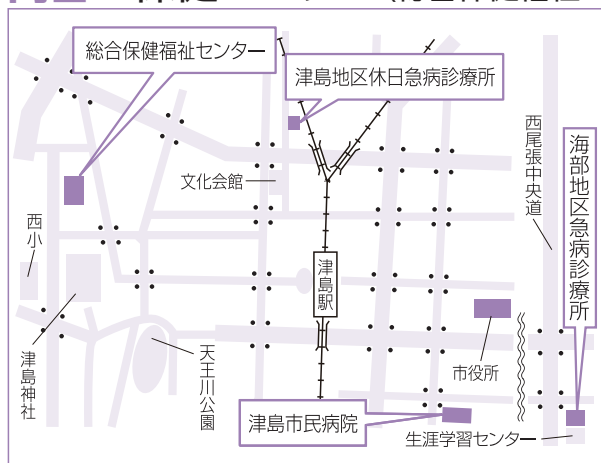 総合保健福祉センター
津島地区休日急病診療所
文化会館
西尾張中央道
海部地区急病診療所
西小
津島駅
津島神社
天王川公園
市役所
津島市民病院
生涯学習センター